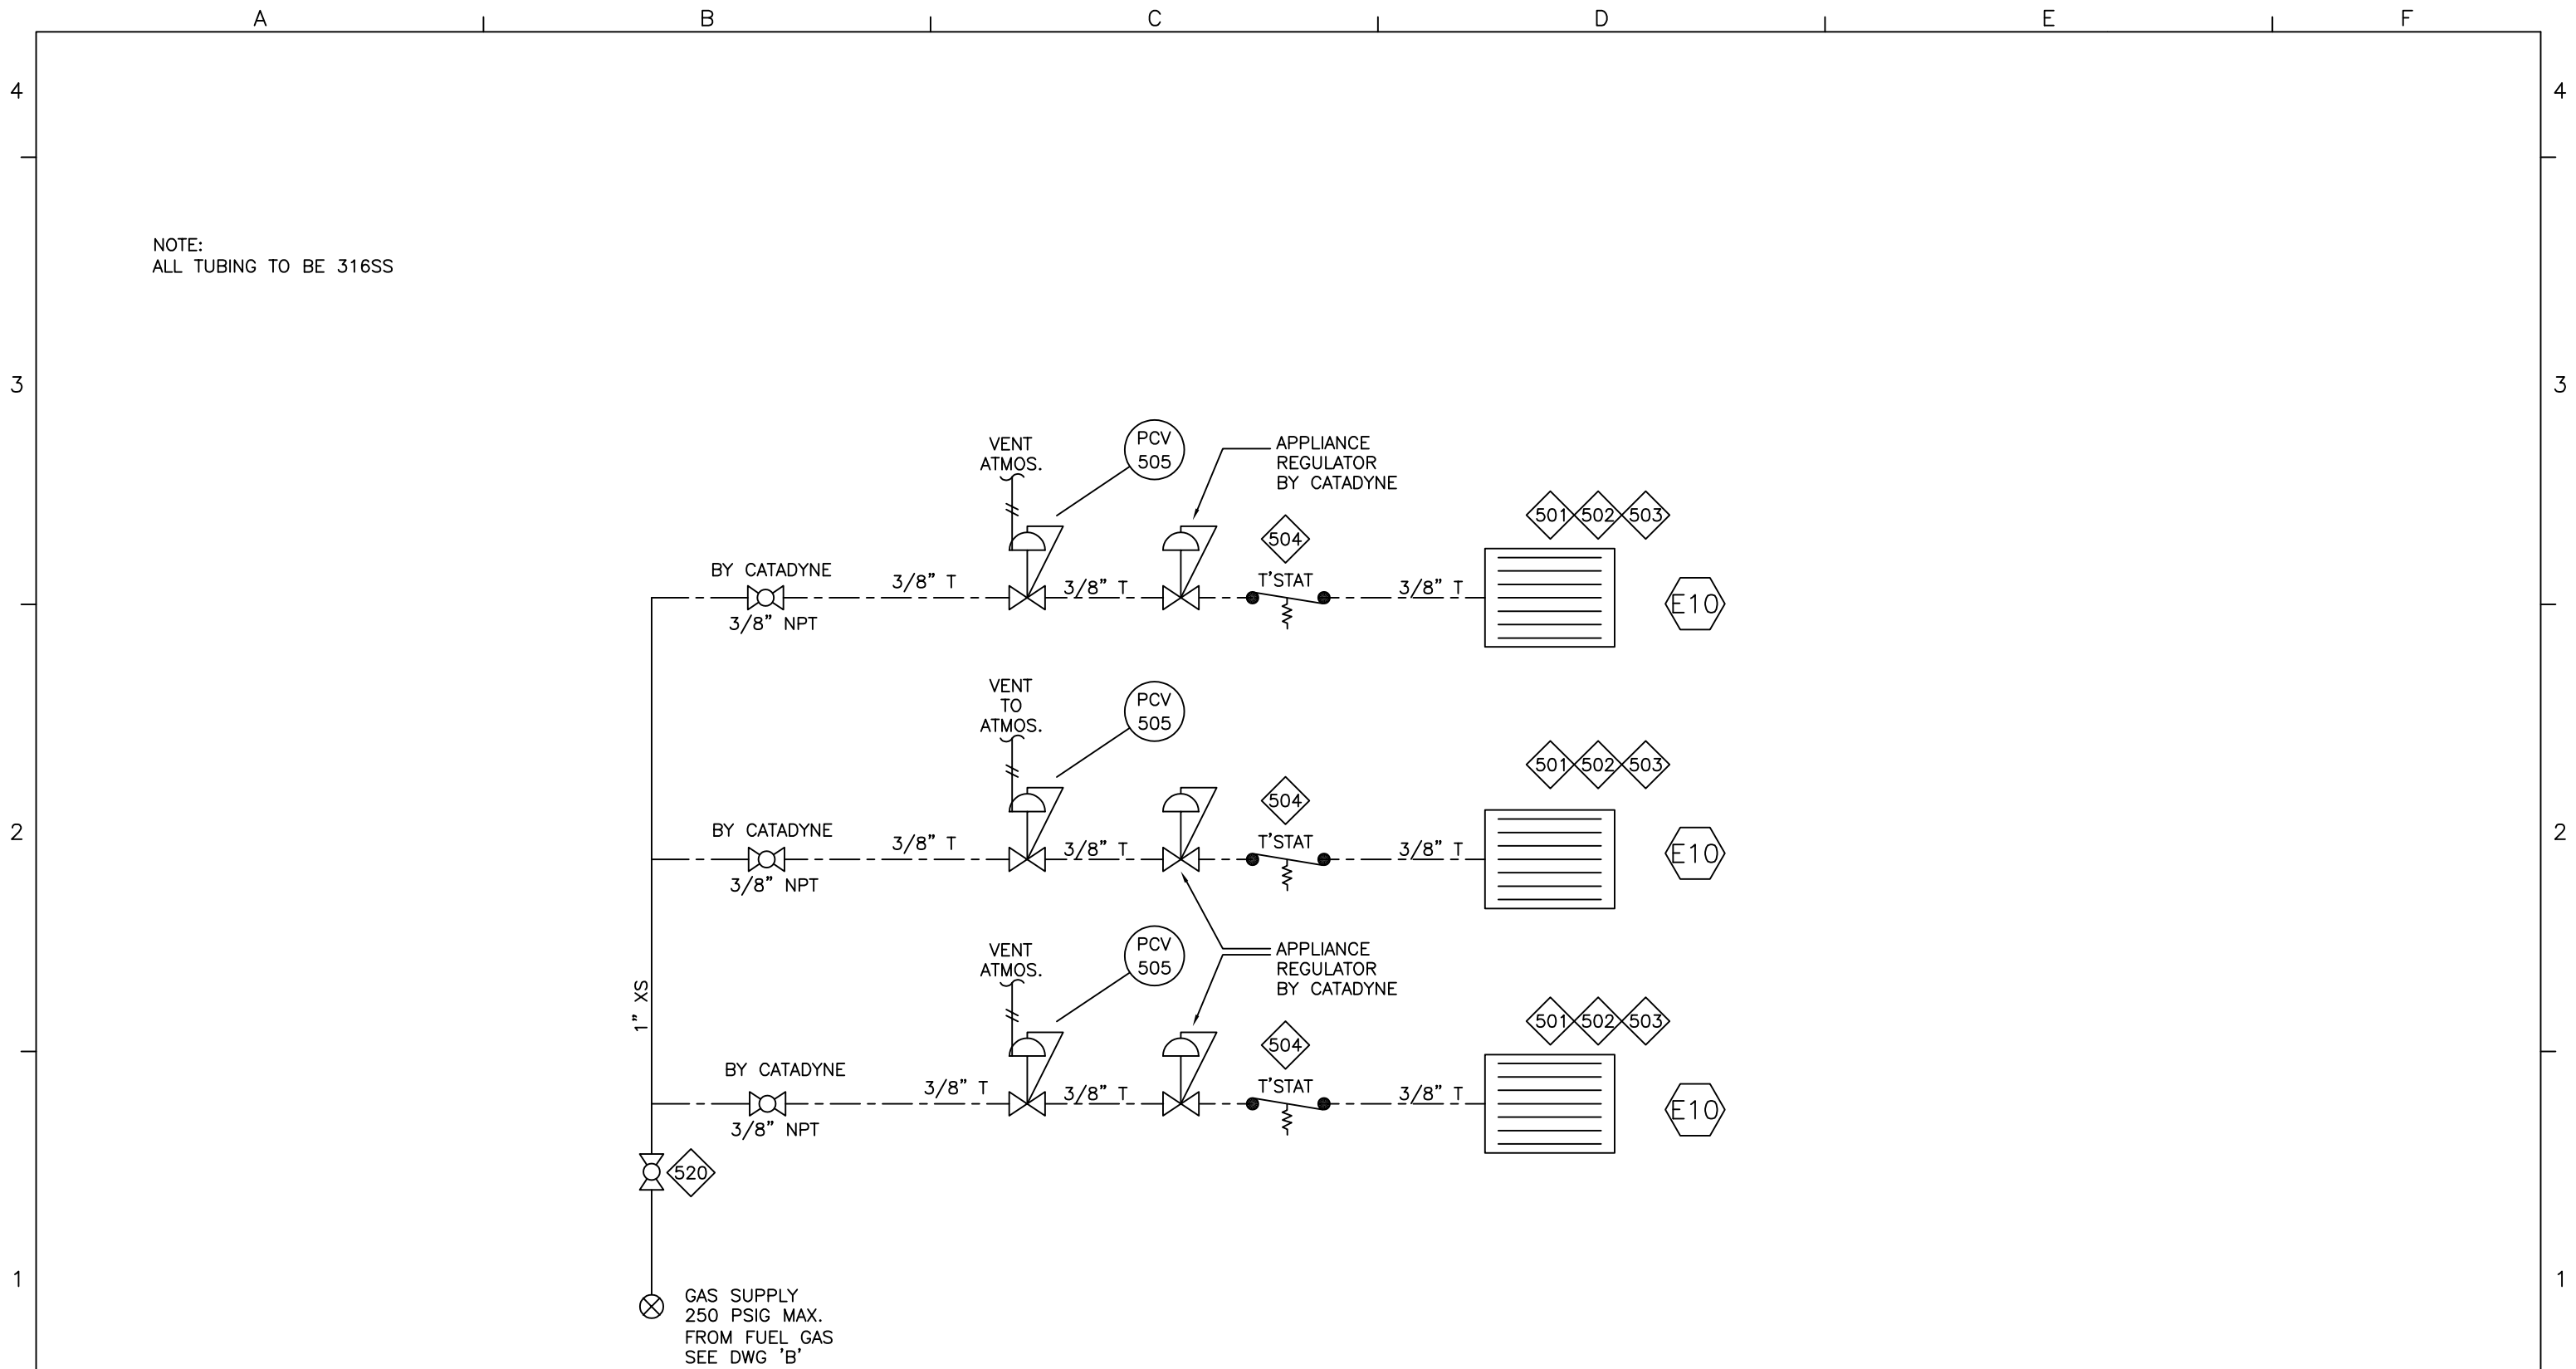 A B C D E F
4 4
NOTE:
ALL TUBING TO BE 316SS
3 3
VENT
ATMOS.
PCV
505
APPLIANCE
REGULATOR
BY CATADYNE
504
501 502 503
BY CATADYNE
3/8" T
3/8" T
T'STAT
3/8" T
3/8" NPT
E10
VENT
TO
ATMOS.
PCV
505
504
501 502 503
2 2
BY CATADYNE
3/8" T
3/8" T
T'STAT
3/8" T
3/8" NPT
E10
VENT
ATMOS.
PCV
505
APPLIANCE
REGULATOR
BY CATADYNE
1" XS
504
501 502 503
BY CATADYNE
3/8" T
3/8" T
T'STAT
3/8" T
3/8" NPT
E10
520
1 1
GAS SUPPLY
250 PSIG MAX.
FROM FUEL GAS
SEE DWG 'B'